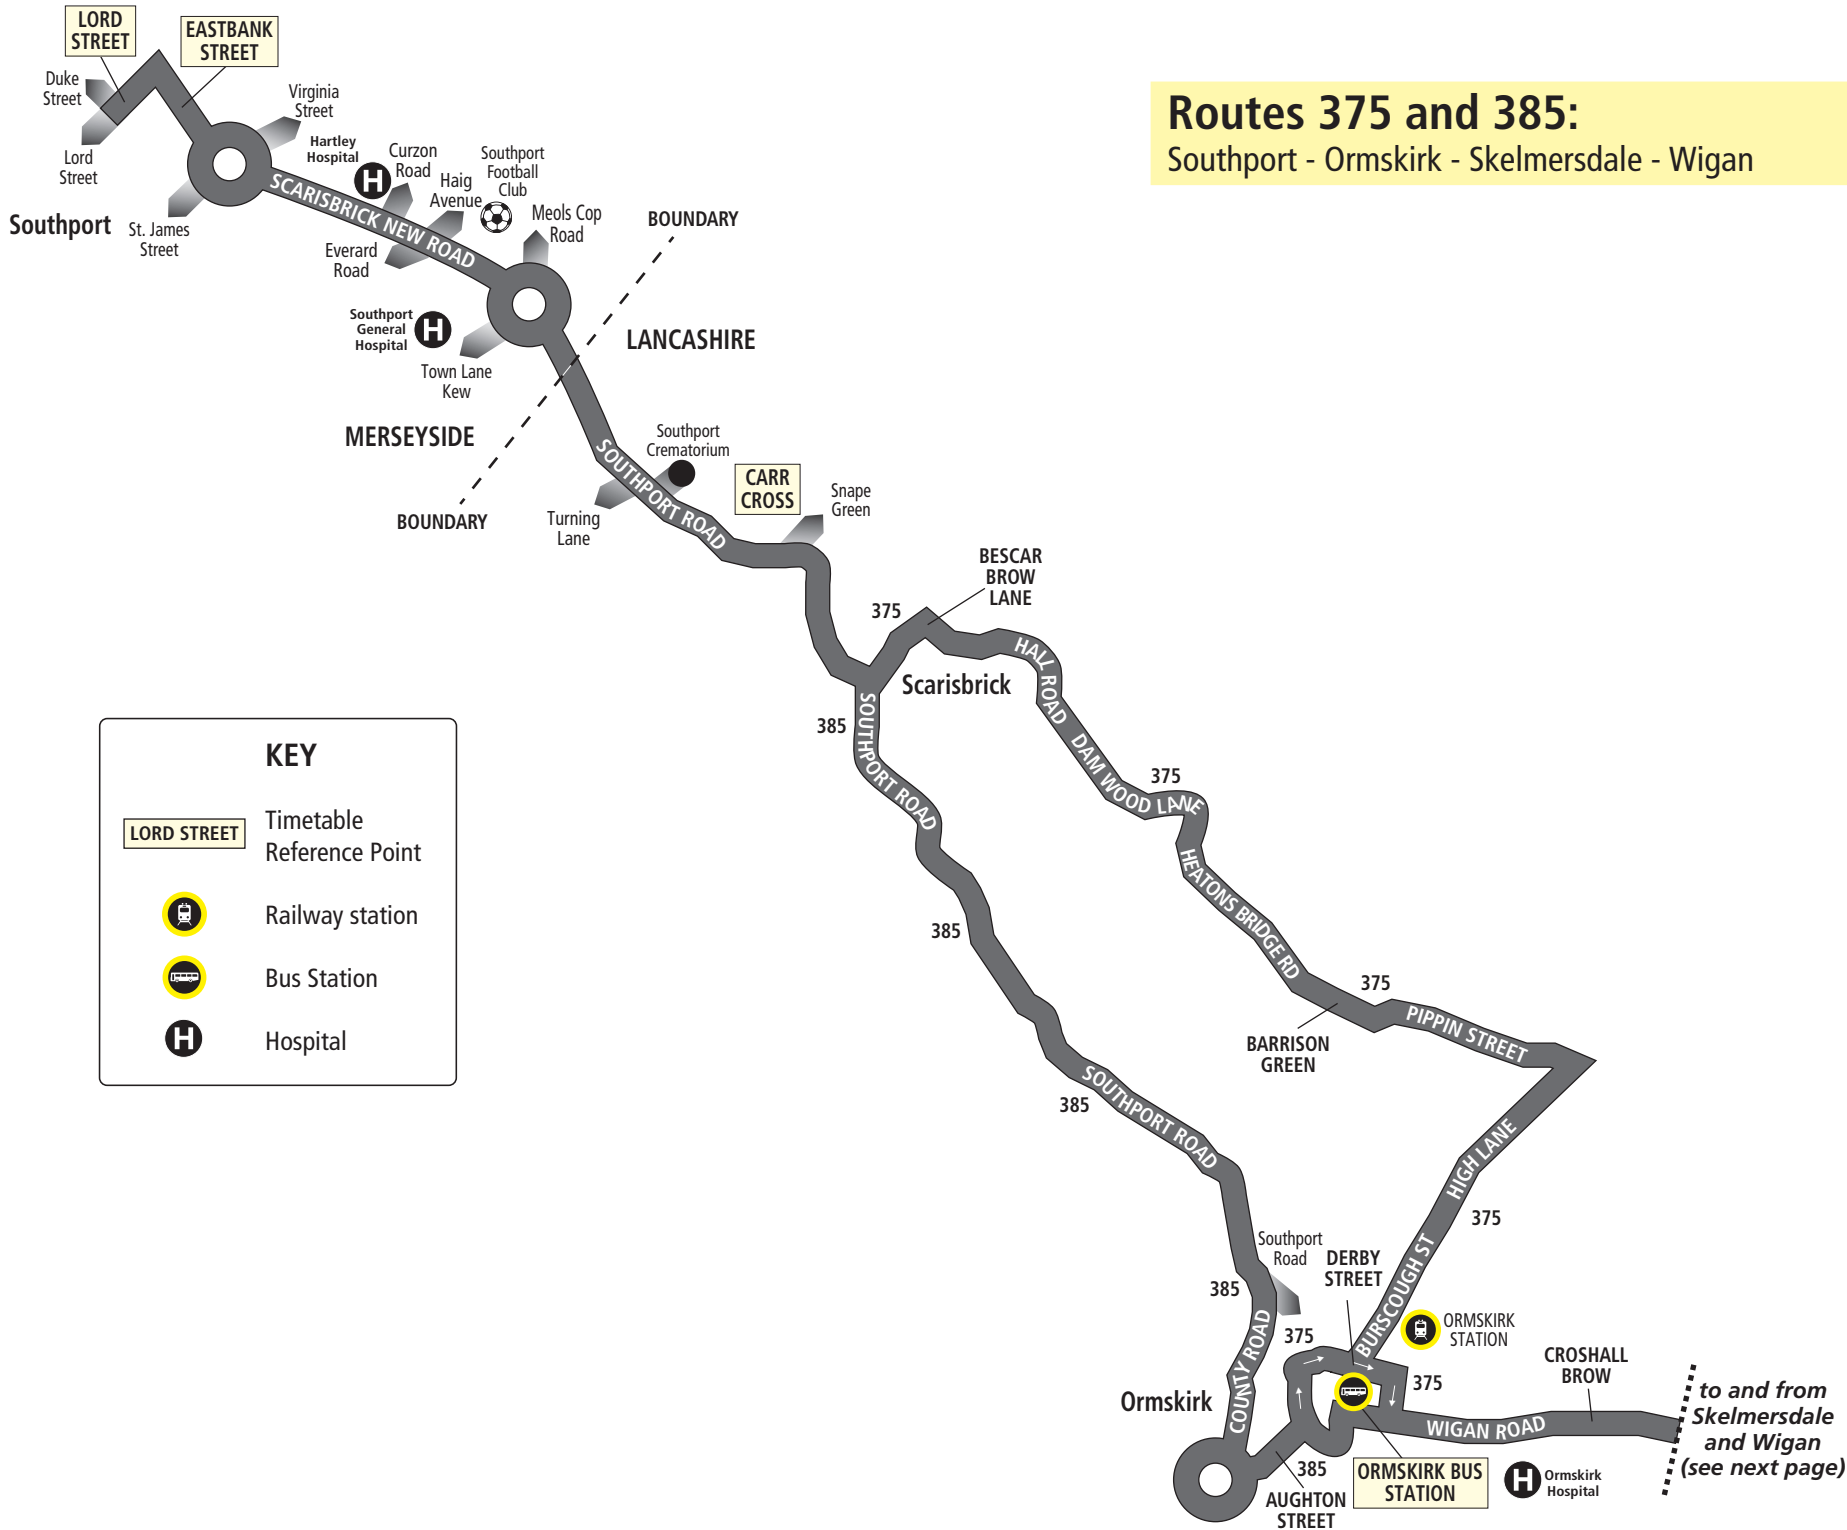 Routes 375 and 385:
Southport - Ormskirk - Skelmersdale - Wigan
LORD
STREET
EASTBANK
STREET
Duke
Street
Lord
Street
Virginia
Street
Southport
St. James
Street
Hartley
Hospital
H
Curzon
Road
Haig
Avenue
Southport
Football
Club
Meols Cop
Road
SCARISBRICK NEW ROAD
Everard
Road
BOUNDARY
Southport
General
Hospital
H
Town Lane
Kew
LANCASHIRE
MERSEYSIDE
BOUNDARY
Southport
Crematorium
SOUTHPORT ROAD
Turning
Lane
CARR
CROSS
Snape
Green
BESCAR
BROW
LANE
375
Scarisbrick
HALL ROAD
385
SOUTHPORT ROAD
DAM WOOD LANE
375
HEATONS BRIDGE RD
385
375
BARRISON
GREEN
PIPPIN STREET
SOUTHPORT ROAD
385
HIGH LANE
375
Southport
Road
DERBY
STREET
BURSCOUGH ST
385
COUNTY ROAD
375
ORMSKIRK
STATION
375
CROSHALL
BROW
Ormskirk
WIGAN ROAD
to and from
Skelmersdale
and Wigan
(see next page)
385
AUGHTON
STREET
ORMSKIRK BUS
STATION
H
Ormskirk
Hospital
KEY
LORD STREET
Timetable
Reference Point
Railway station
Bus Station
H
Hospital